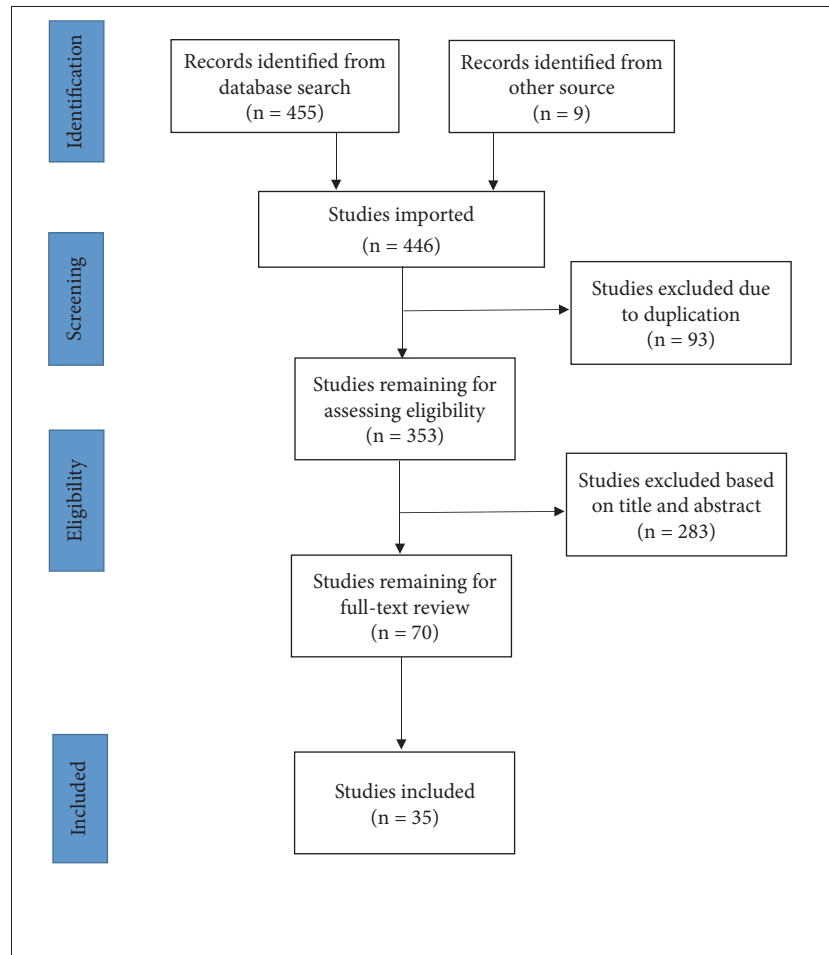 Identification
Records identified from
database search
(n = 455)
Records identified from
other source
(n = 9)
Studies imported
(n = 446)
Screening
Studies excluded due
to duplication
(n = 93)
Studies remaining for
assessing eligibility
(n = 353)
Eligibility
Studies excluded based
on title and abstract
(n = 283)
Studies remaining for
full-text review
(n = 70)
Included
Studies included
(n = 35)